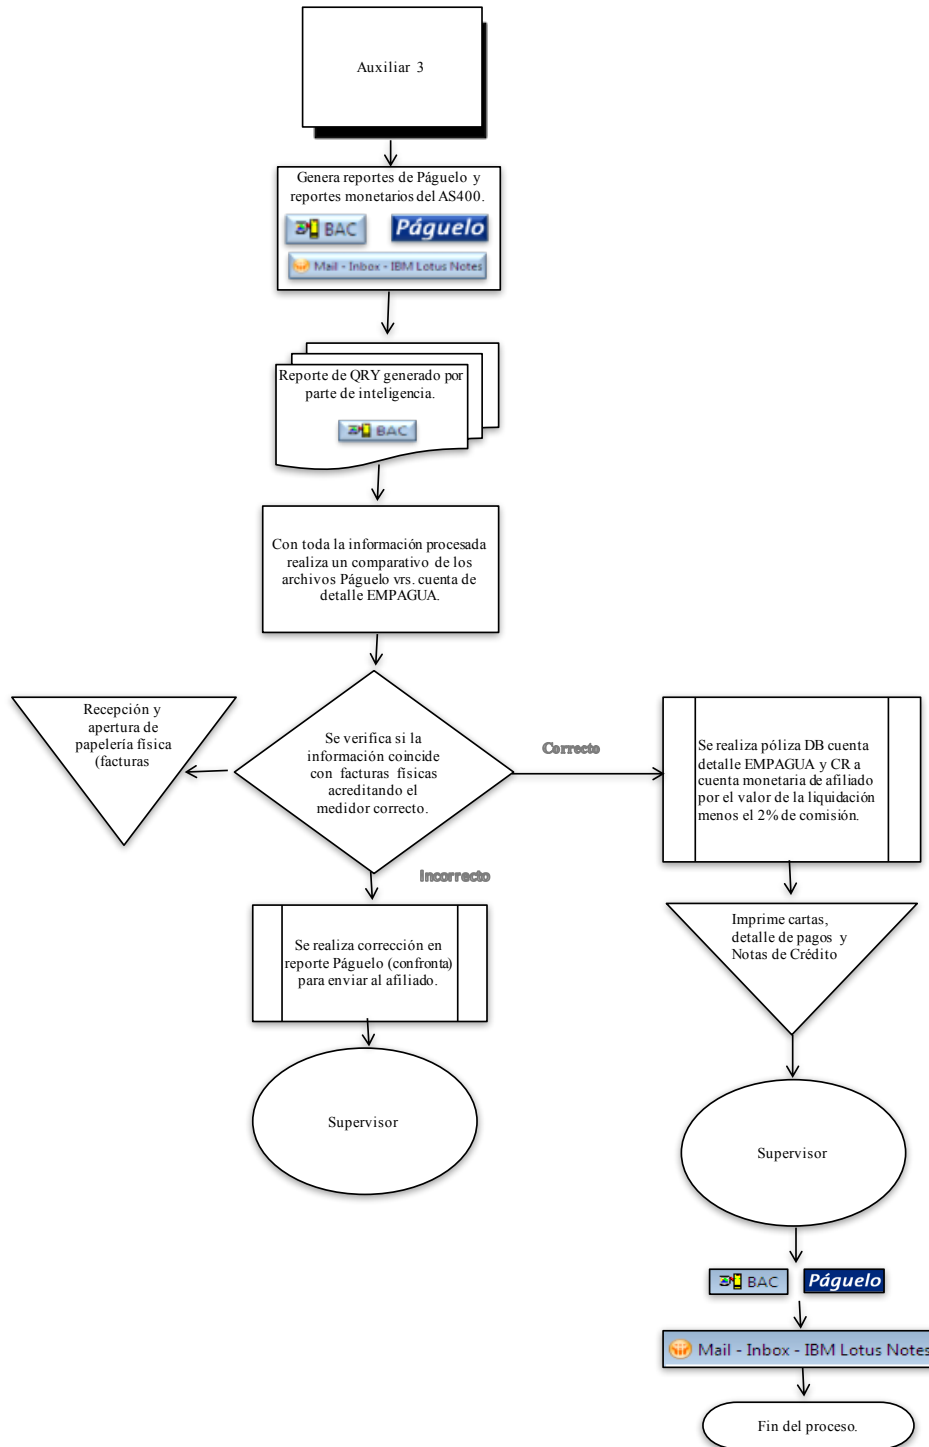 Auxiliar 3
Genera reportes de Páguelo y
reportes monetarios del AS400.
BAC
Páguelo
Mail - Inbox - IBM Lotus Notes
Reporte de QRY generado por
parte de inteligencia.
BAC
Con toda la información procesada
realiza un comparativo de los
archivos Páguelo vrs. cuenta de
detalle EMPAGUA.
Recepción y
apertura de
papelería física
(facturas
Se verifica si la
información coincide
con facturas físicas
acreditando el
medidor correcto.
Correcto
Se realiza póliza DB cuenta
detalle EMPAGUA y CR a
cuenta monetaria de afiliado
por el valor de la liquidación
menos el 2% de comisión.
Incorrecto
Se realiza corrección en
reporte Páguelo (confronta)
para enviar al afiliado.
Imprime cartas,
detalle de pagos y
Notas de Crédito
Supervisor
Supervisor
BAC
Páguelo
Mail - Inbox - IBM Lotus Notes
Fin del proceso.